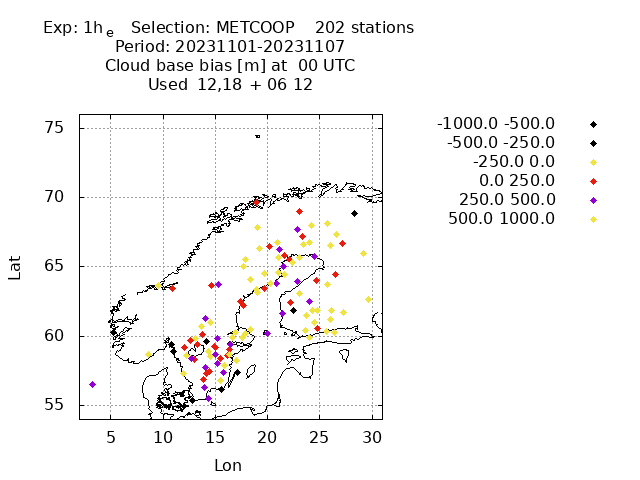 Exp: 1h e   Selection: METCOOP    202 stations
Period: 20231101-20231107
Cloud base bias [m] at  00 UTC
Used 12,18 + 06 12
-1000.0 -500.0
-500.0 -250.0
-250.0 0.0
0.0 250.0
250.0 500.0
500.0 1000.0
75
70
65
60
55
Lat
5 10 15 20 25 30
Lon